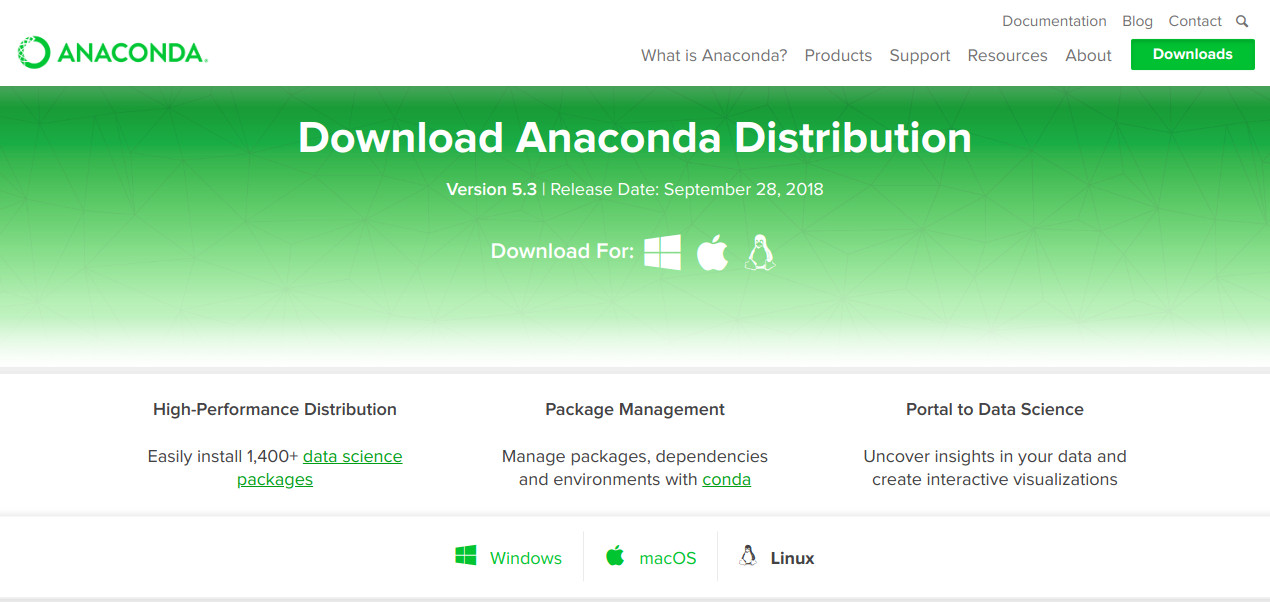 Documentation Blog Contact
ANACONDA.
What is Anaconda? Products Support Resources About Downloads
Download Anaconda Distribution
Version 5.3 | Release Date: September 28, 2018
Download For:
High-Performance Distribution
Easily install 1,400+ data science
packages
Package Management
Manage packages, dependencies
and environments with conda
Portal to Data Science
Uncover insights in your data and
create interactive visualizations
Windows macOS Linux